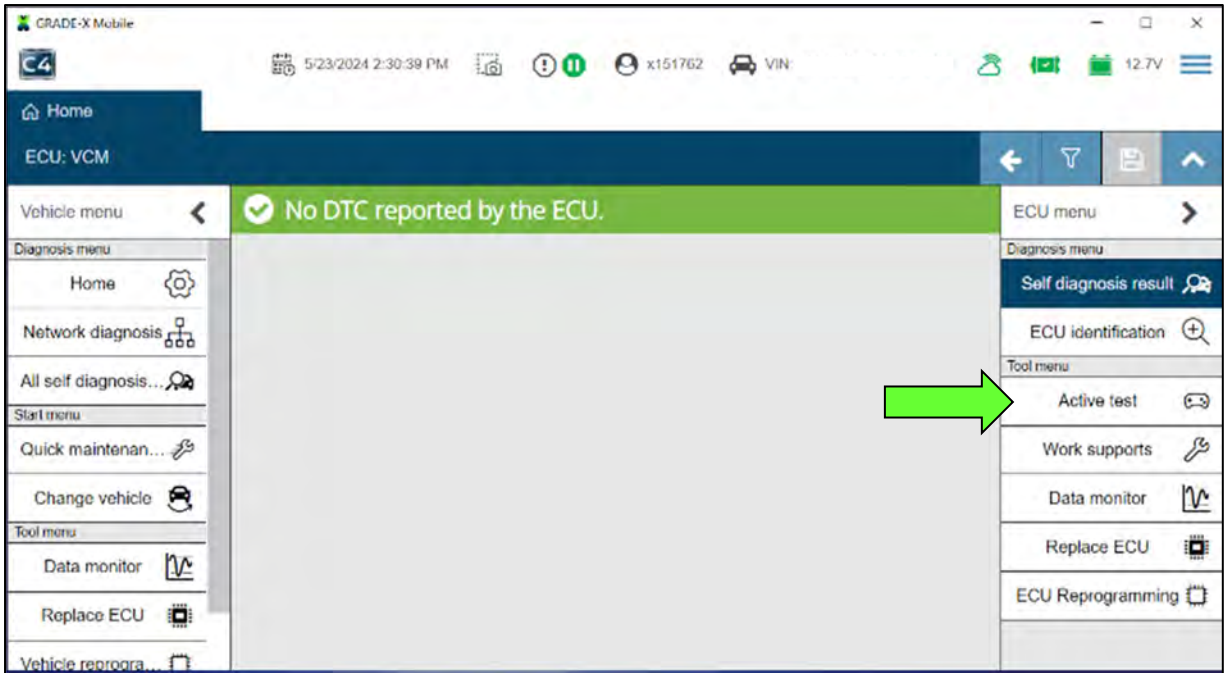 GRADE-X Mobile
C4
5/23/2024 2:30:39 PM
x151762
VIN:
12.7V
Home
ECU: VCM
Vehicle menu
Diagnosis menu
Home
Network diagnosis
All self diagnosis...
Start menu
Quick maintenan...
Change vehicle
Tool menu
Data monitor
Replace ECU
Vehicle reprogra...
No DTC reported by the ECU.
ECU menu
Diagnosis menu
Self diagnosis result
ECU identification
Tool menu
Active test
Work supports
Data monitor
Replace ECU
ECU Reprogramming